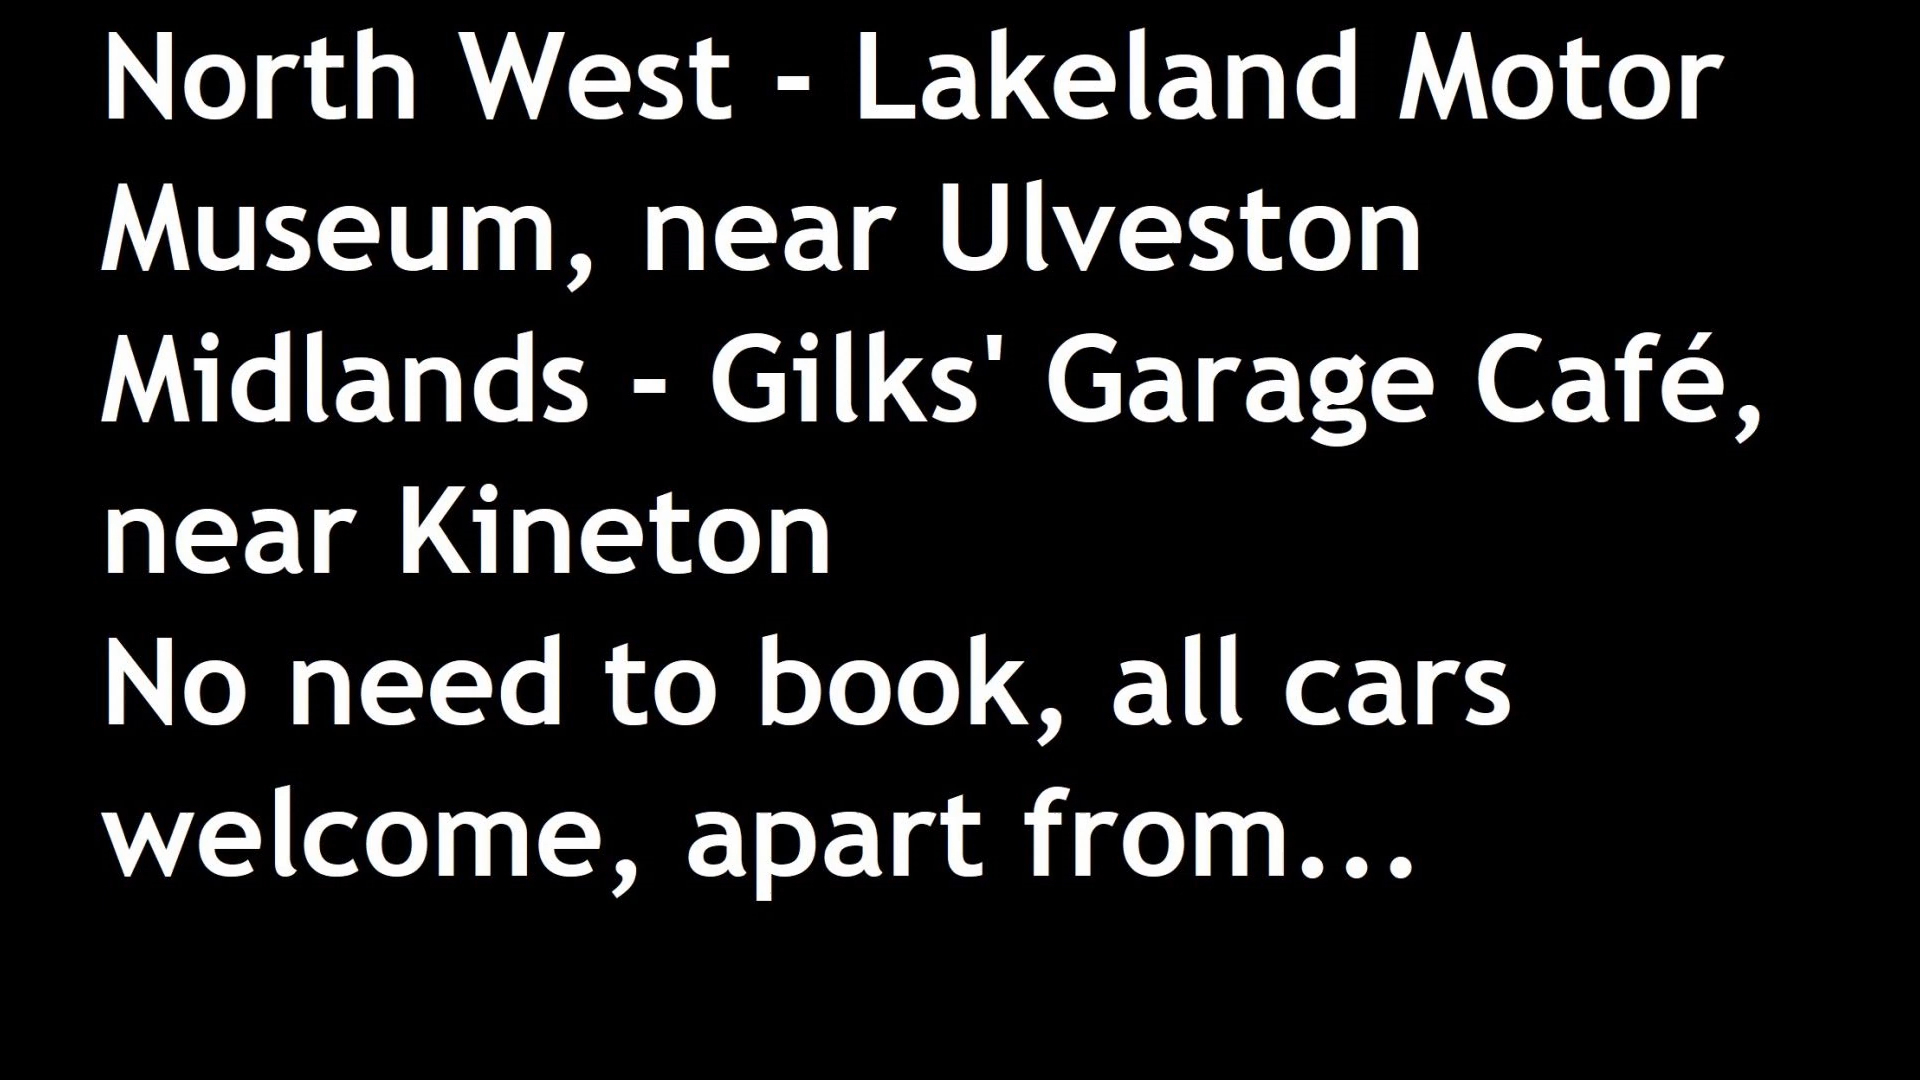 North West - Lakeland Motor
Museum, near Ulveston
Midlands - Gilks' Garage Café,
near Kineton
No need to book, all cars
welcome, apart from...